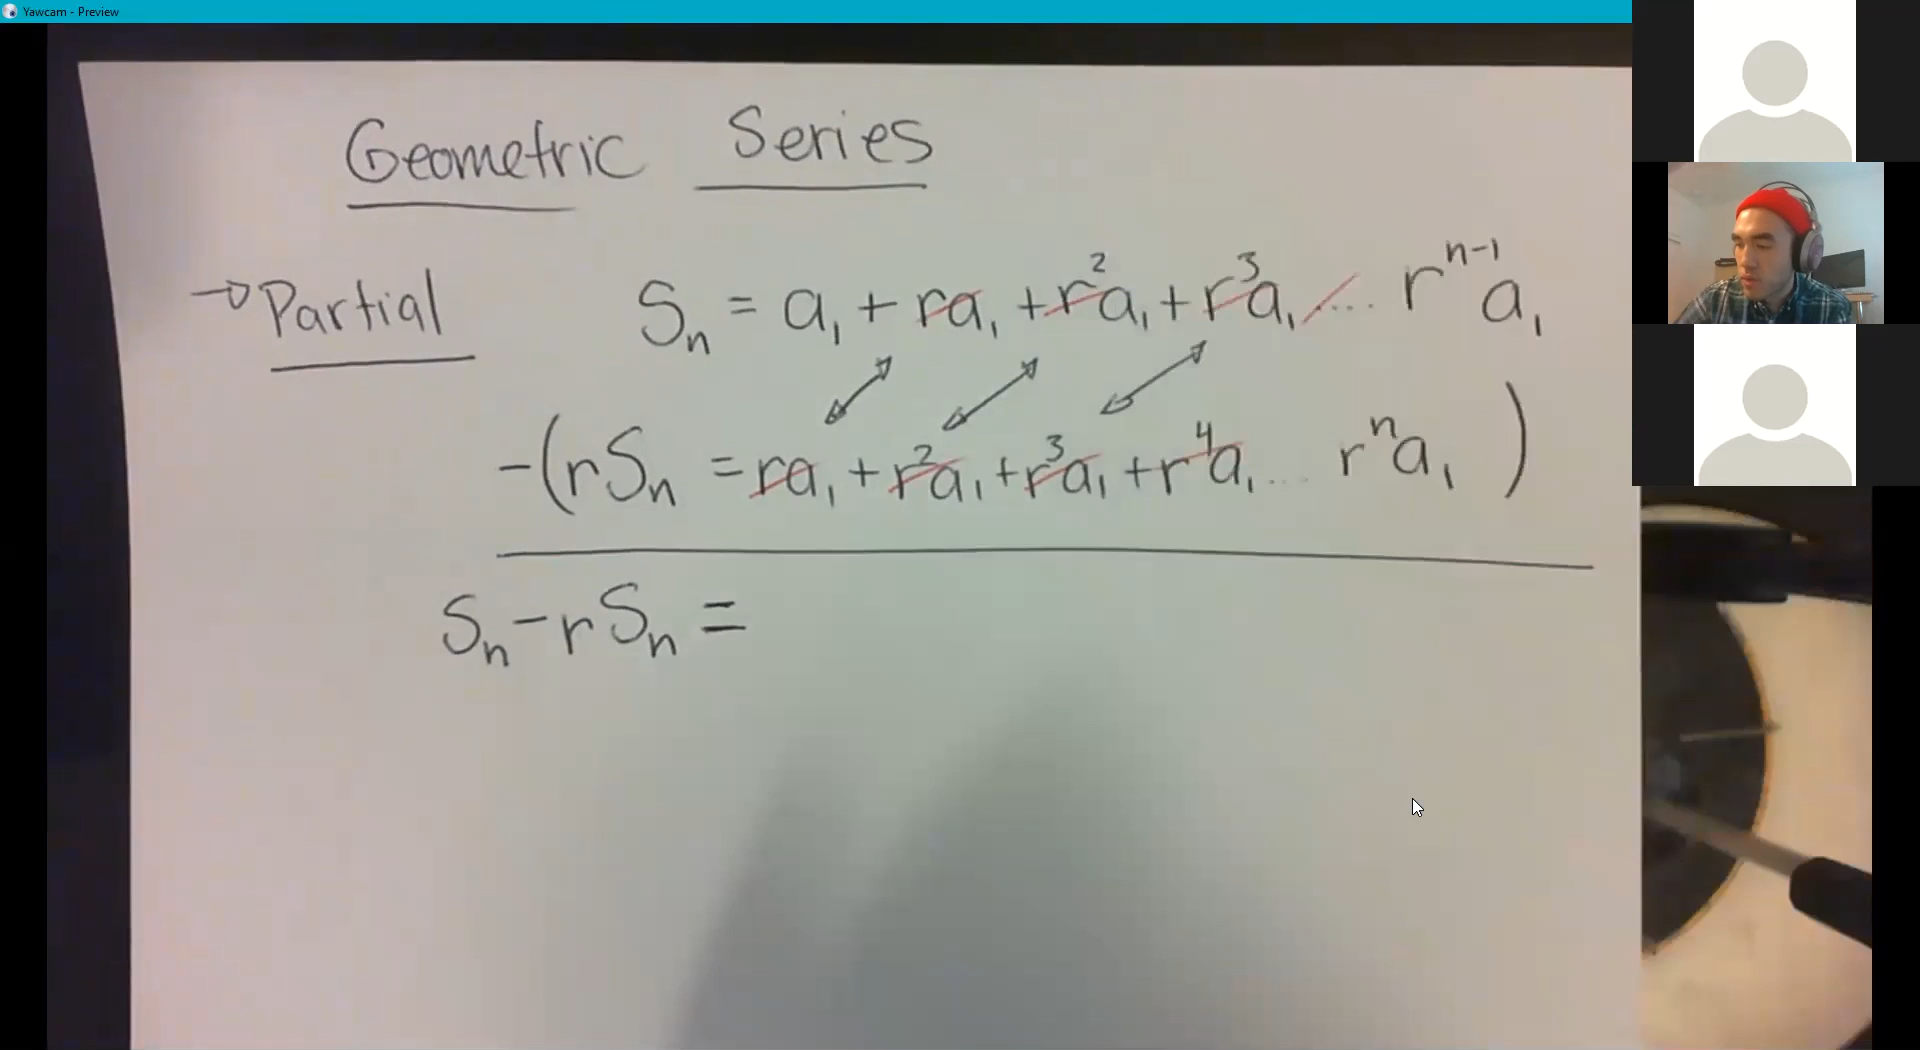 Yawcam - Preview
Geometric Series
→ Partial Sₙ = a₁ + ra₁ + r²a₁ + r³a₁ ... rⁿ⁻¹a₁
-(rSₙ = ra₁ + r²a₁ + r³a₁ + r⁴a₁ ... rⁿa₁ )
Sₙ - rSₙ =